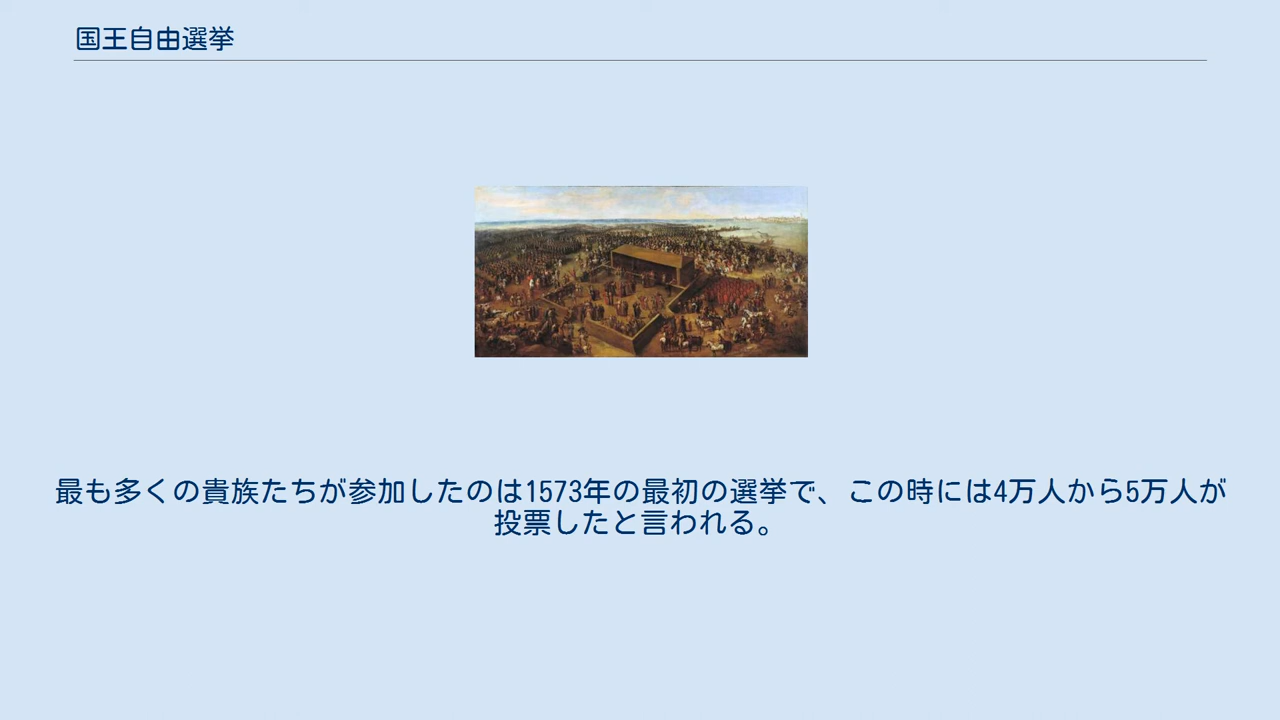 国王自由選挙
最も多くの貴族たちが参加したのは1573年の最初の選挙で、この時には4万人から5万人が
投票したと言われる。